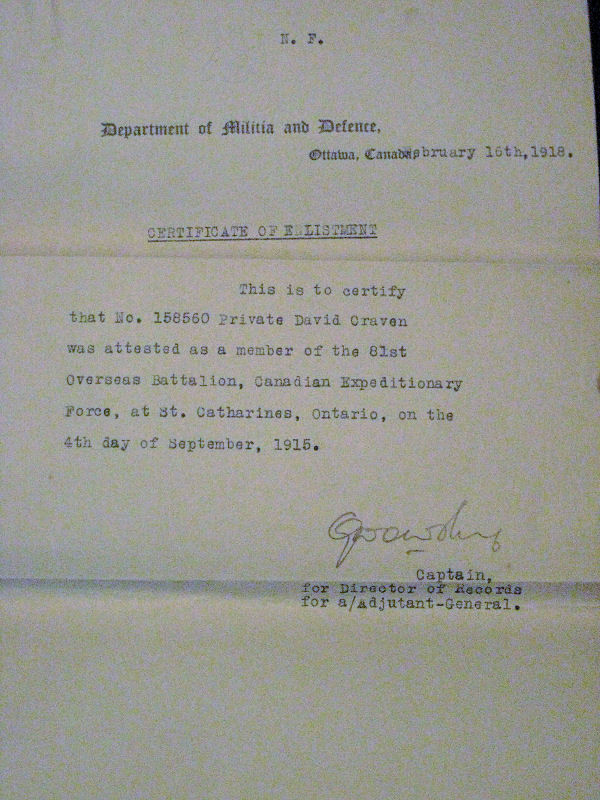 N. F.
Department of Militia and Defence,
Ottawa, Canada, February 16th, 1918.
CERTIFICATE OF ENLISTMENT
This is to certify
that No. 158560 Private David Craven
was attested as a member of the 81st
Overseas Battalion, Canadian Expeditionary
Force, at St. Catharines, Ontario, on the
4th day of September, 1915.
Captain,
for Director of Records
for a/Adjutant-General.